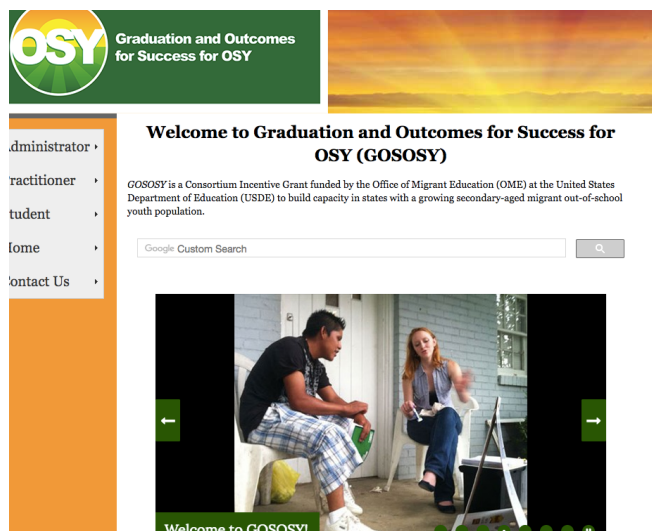 OSY
Graduation and Outcomes
for Success for OSY
Welcome to Graduation and Outcomes for Success for
OSY (GOSOSY)
GOSOSY is a Consortium Incentive Grant funded by the Office of Migrant Education (OME) at the United States
Department of Education (USDE) to build capacity in states with a growing secondary-aged migrant out-of-school
youth population.
dministrator
ractitioner
tudent
ome
ontact Us
Google Custom Search
Welcome to GOSOSY!